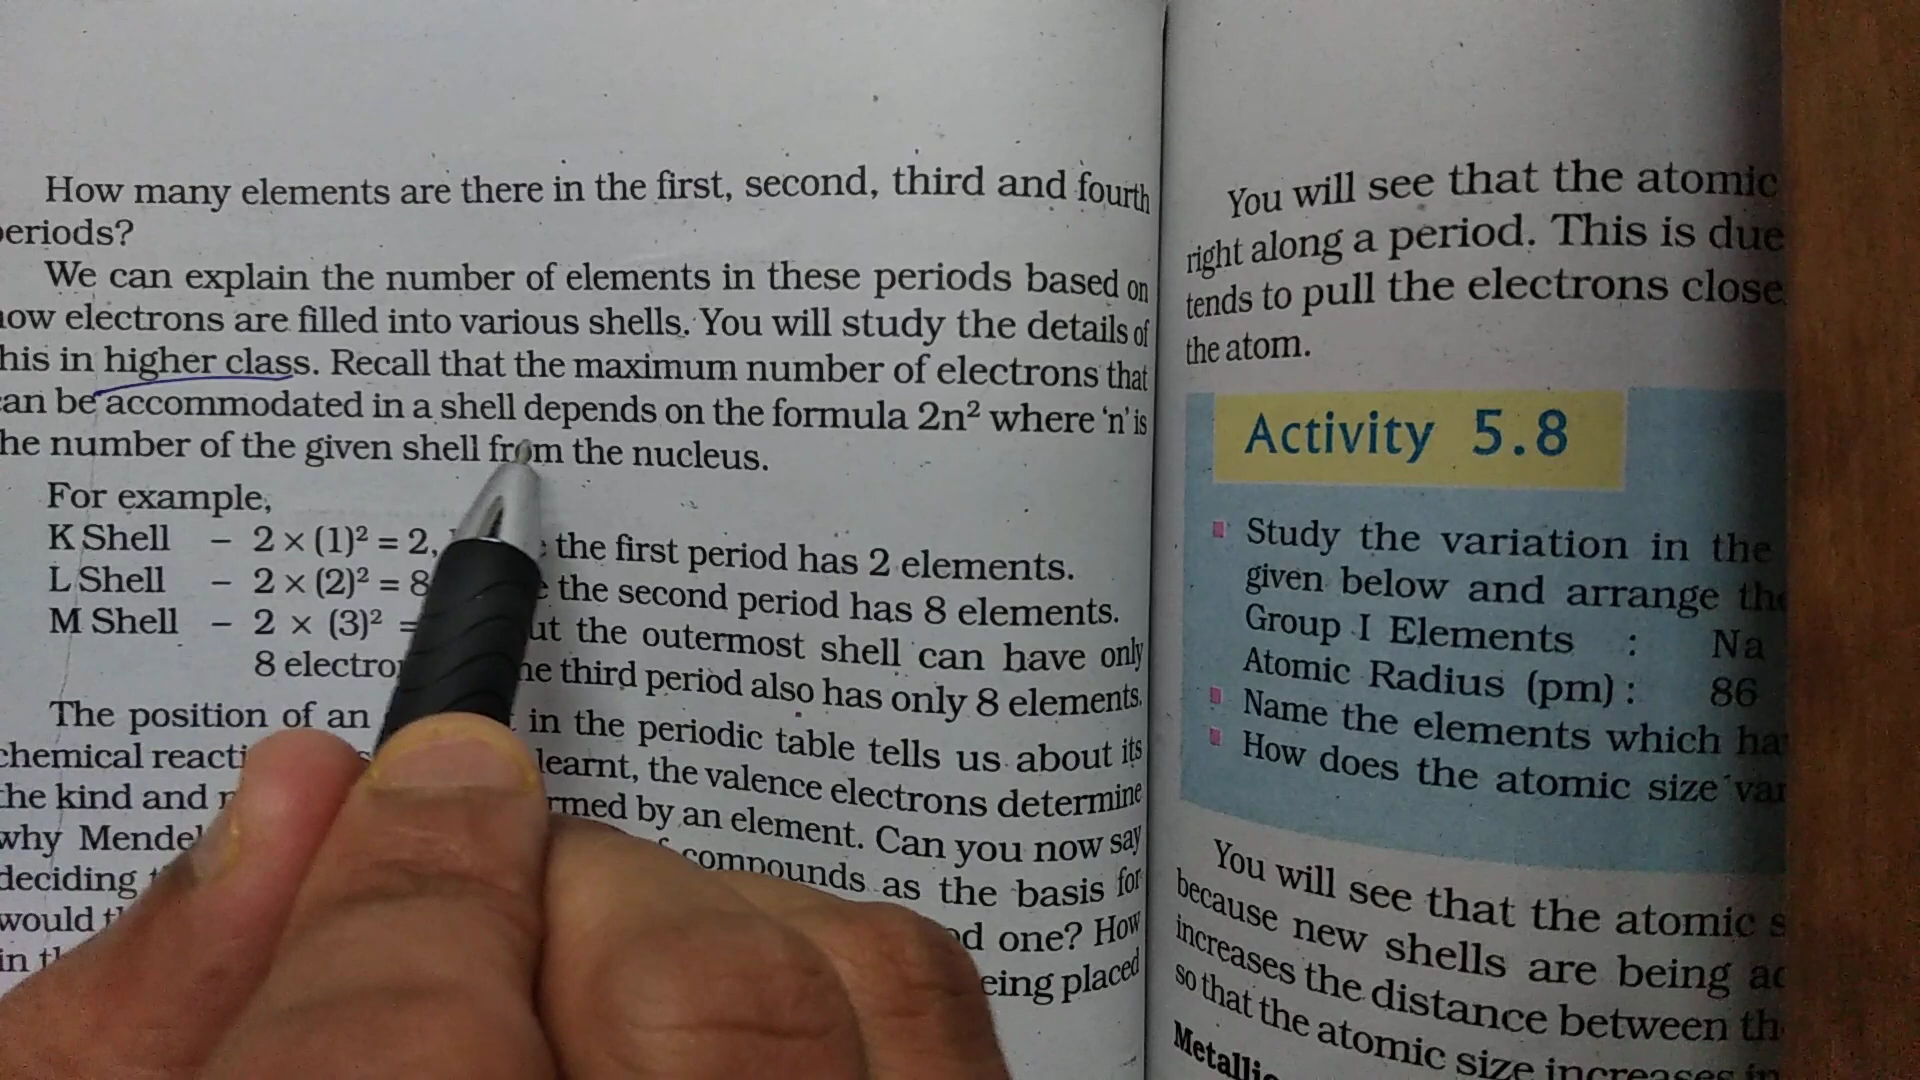 How many elements are there in the first, second, third and fourth
eriods?
We can explain the number of elements in these periods based on
ow electrons are filled into various shells. You will study the details of
his in higher class. Recall that the maximum number of electrons that
an be accommodated in a shell depends on the formula 2n² where ‘n’ is
he number of the given shell from the nucleus.
For example,
K Shell – 2 × (1)² = 2, the first period has 2 elements.
L Shell – 2 × (2)² = 8 the second period has 8 elements.
M Shell – 2 × (3)² = ut the outermost shell can have only
8 electro he third period also has only 8 elements.
The position of an in the periodic table tells us about its
chemical reacti learnt, the valence electrons determine
the kind and rmed by an element. Can you now say
why Mendel compounds as the basis for
deciding one? How
would eing placed
in
You will see that the atomic
right along a period. This is due
tends to pull the electrons close
the atom.
Activity 5.8
Study the variation in the
given below and arrange the
Group I Elements : Na
Atomic Radius (pm) : 86
Name the elements which ha
How does the atomic size var
You will see that the atomic s
because new shells are being ad
increases the distance between th
so that the atomic size increases in
Metallic